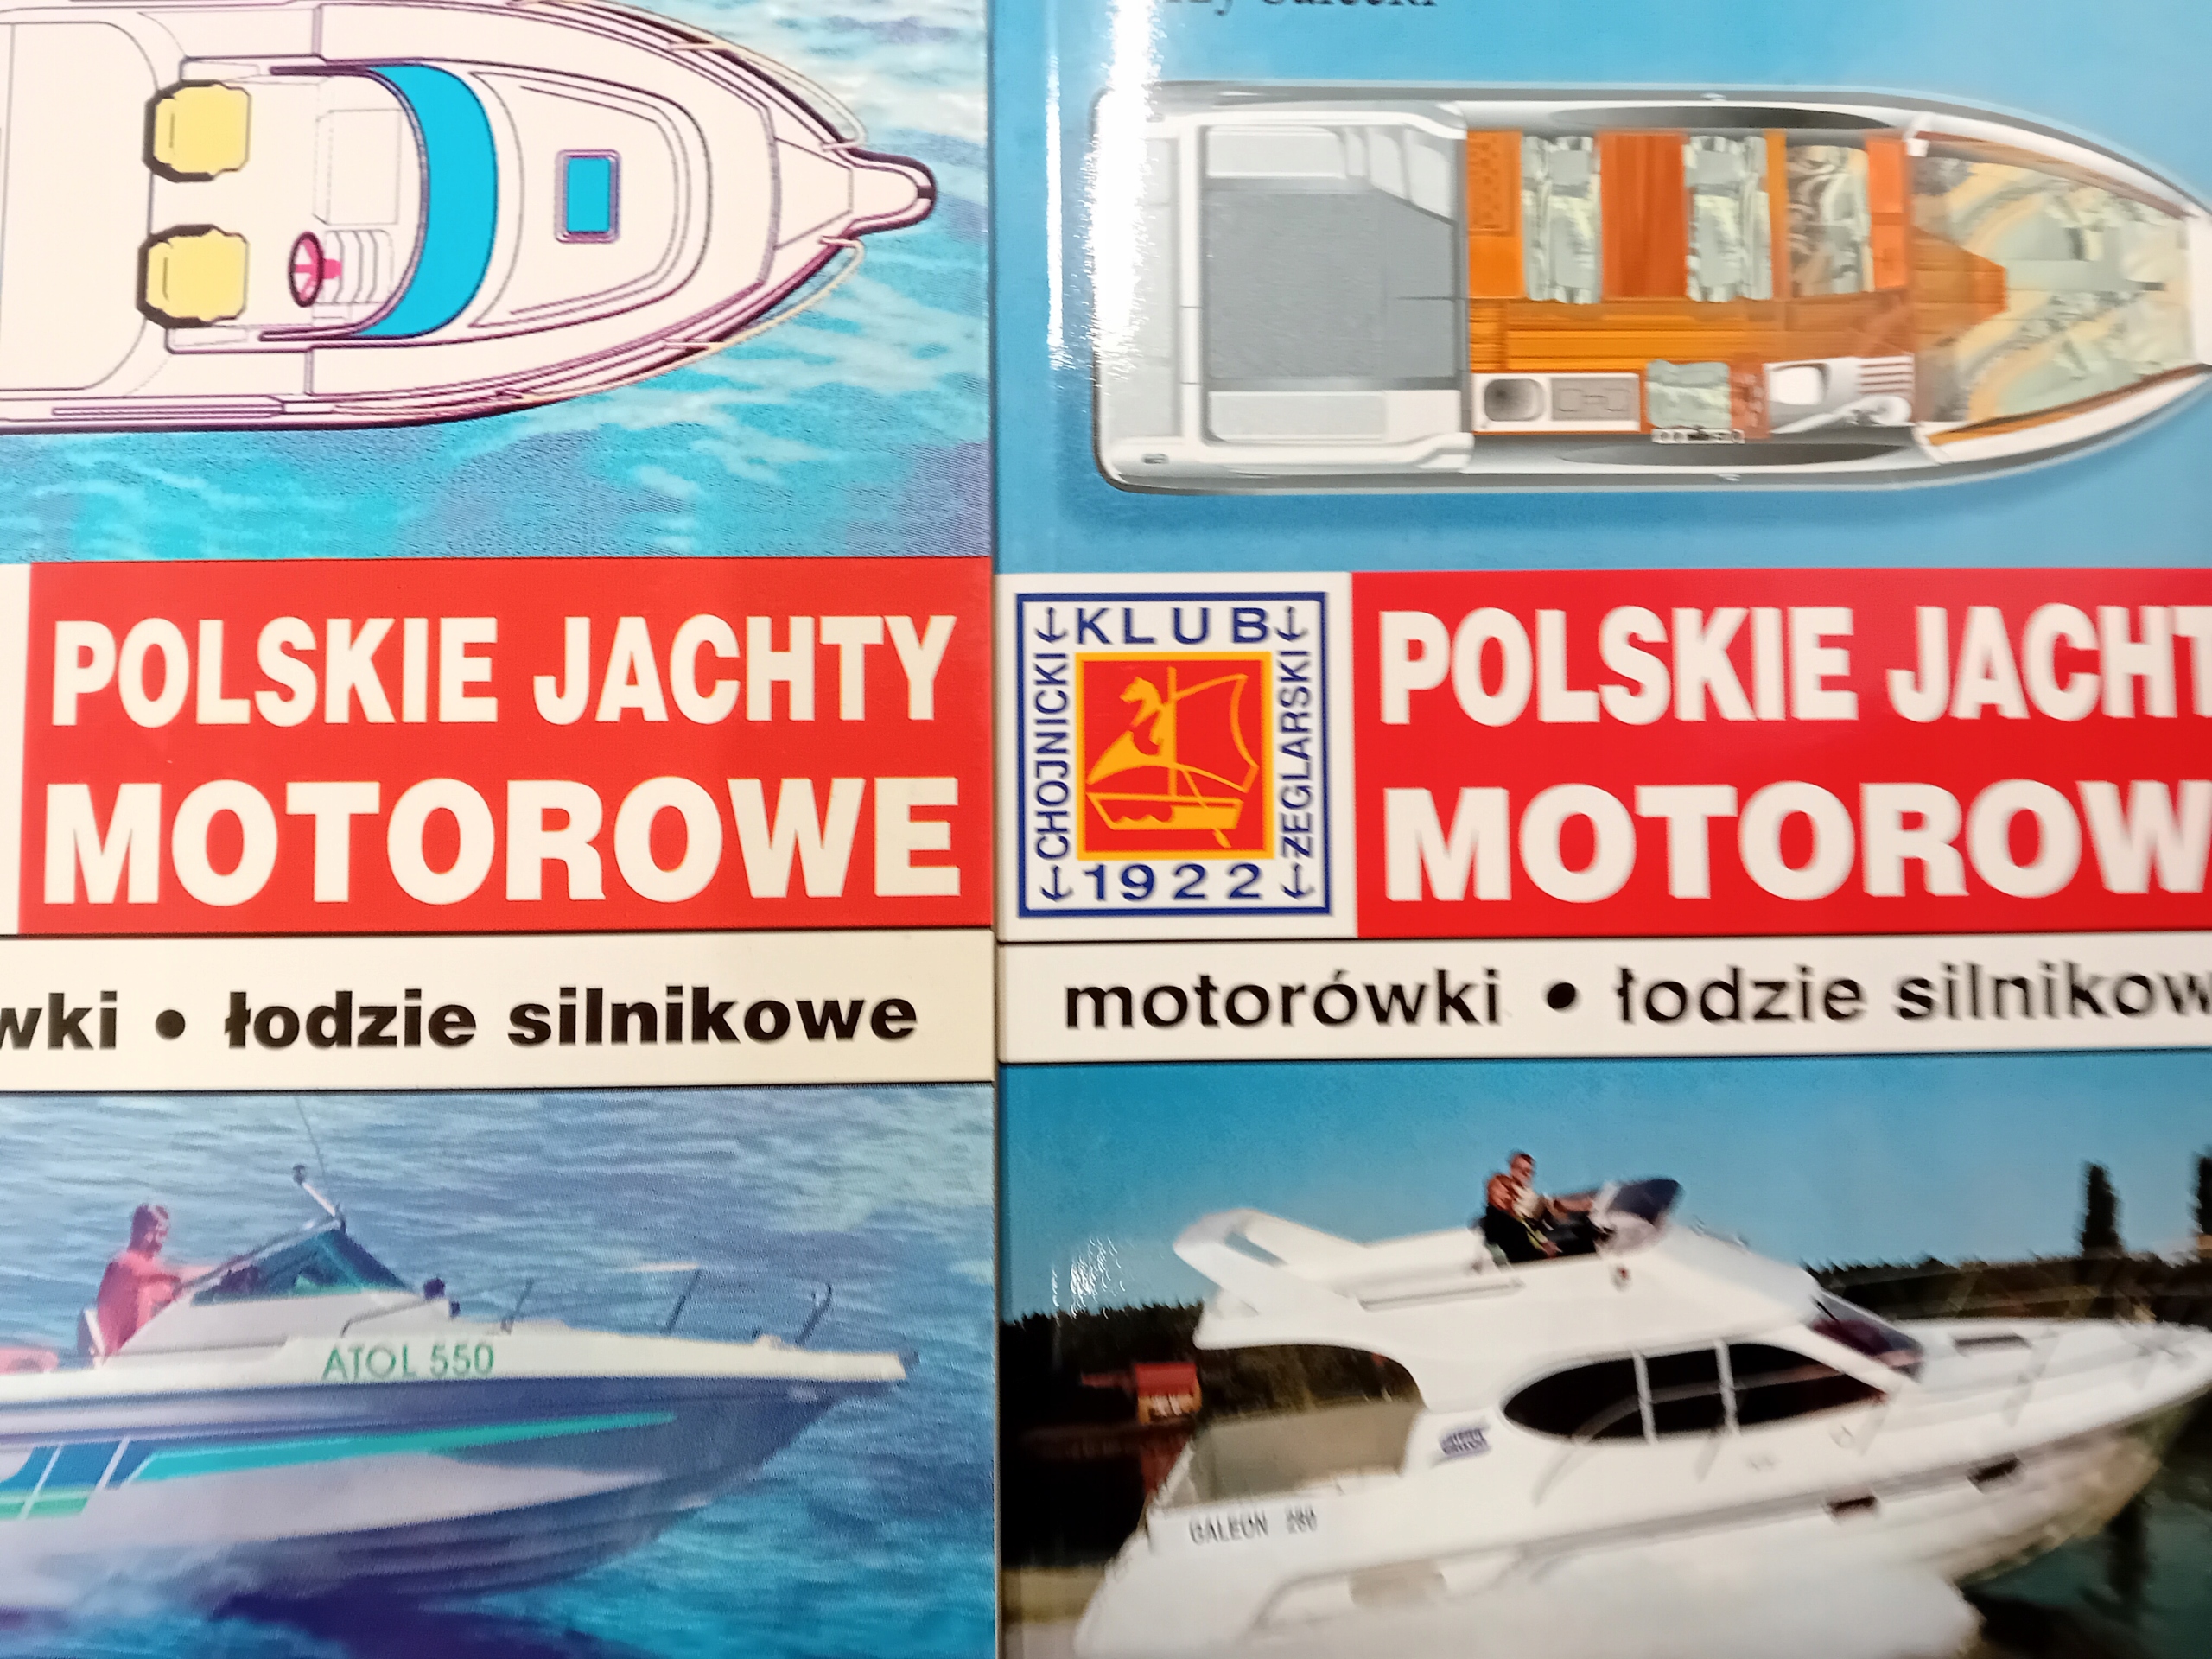 POLSKIE JACHTY
MOTOROWE
wki • łodzie silnikowe
ATOL 550
KLUB
CHOJNICKI
ŻEGLARSKI
1922
POLSKIE JACHT
MOTOROW
motorówki • łodzie silnikow
GALEON